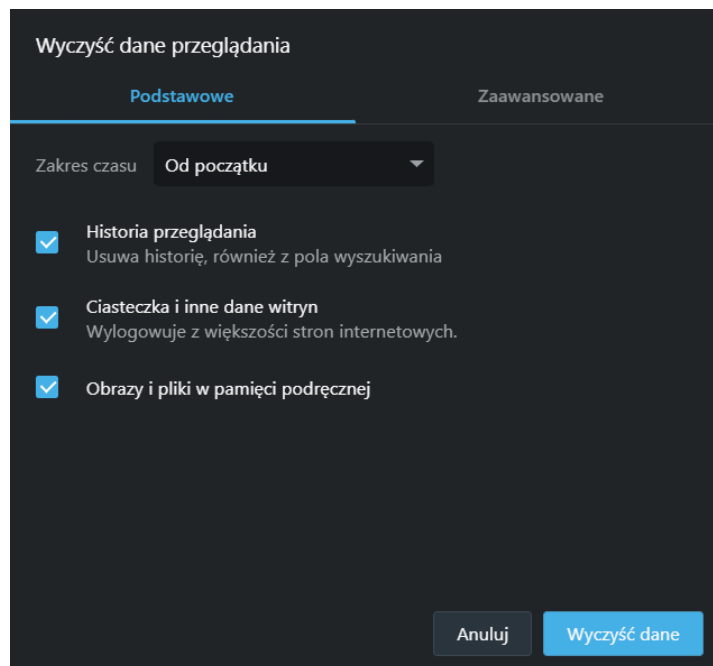 Wyczyść dane przeglądania
Podstawowe
Zaawansowane
Zakres czasu
Od początku
Historia przeglądania
Usuwa historię, również z pola wyszukiwania
Ciasteczka i inne dane witryn
Wylogowuje z większości stron internetowych.
Obrazy i pliki w pamięci podręcznej
Anuluj
Wyczyść dane